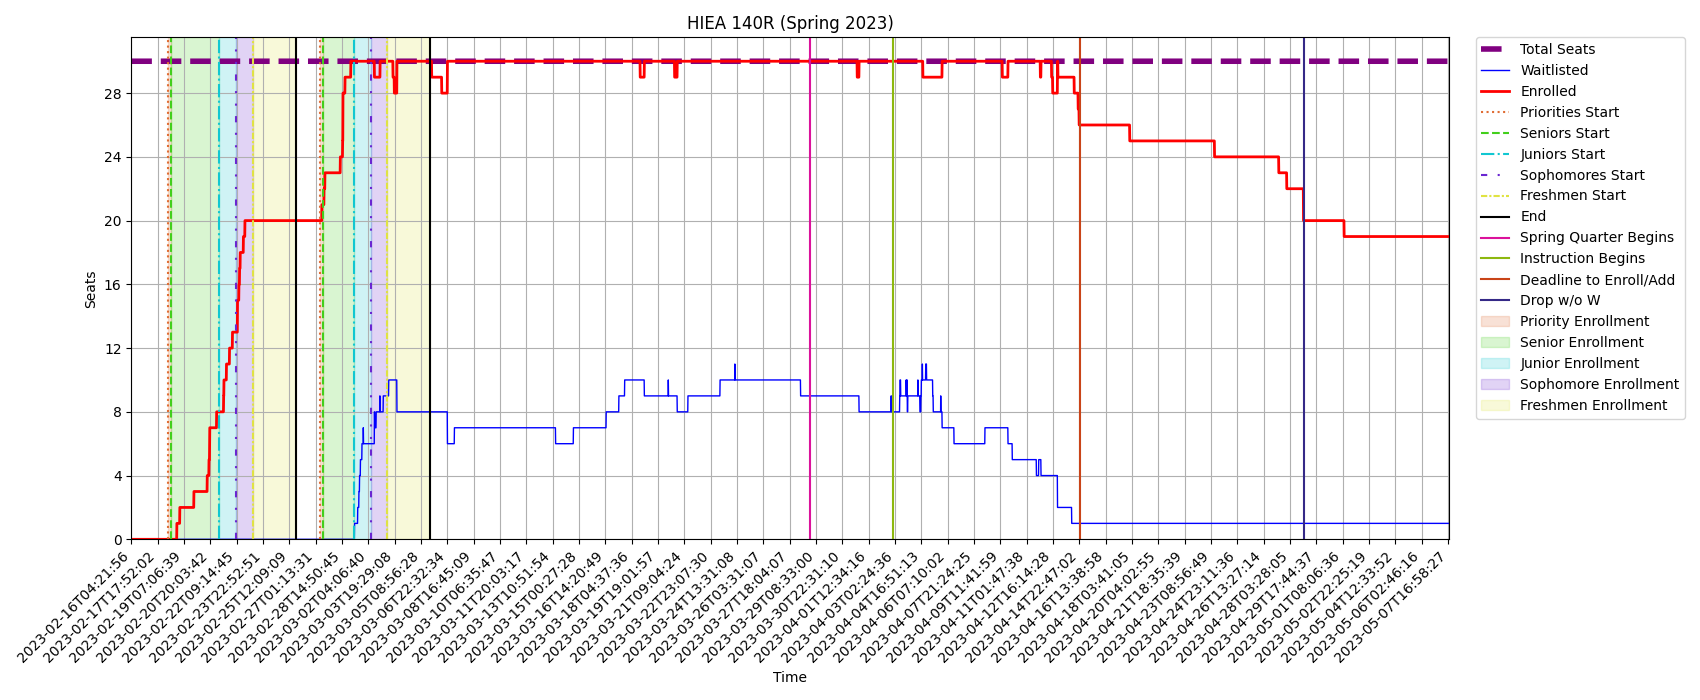 HIEA 140R (Spring 2023)
Seats
28
24
20
16
12
8
4
0
2023-02-16T04:21:56
2023-02-17T17:52:02
2023-02-19T07:06:39
2023-02-20T20:03:42
2023-02-22T09:14:45
2023-02-23T22:52:51
2023-02-25T12:09:05
2023-02-27T01:13:31
2023-02-28T14:50:45
2023-03-02T04:06:40
2023-03-03T19:29:08
2023-03-05T08:56:28
2023-03-06T22:32:34
2023-03-08T16:45:09
2023-03-10T06:35:47
2023-03-11T20:03:17
2023-03-13T10:51:54
2023-03-15T00:27:28
2023-03-16T14:20:49
2023-03-18T04:37:36
2023-03-19T19:01:57
2023-03-21T09:04:24
2023-03-22T23:07:30
2023-03-24T13:31:08
2023-03-26T03:31:07
2023-03-27T18:04:07
2023-03-29T08:33:00
2023-03-30T22:31:10
2023-04-01T12:34:16
2023-04-03T02:24:36
2023-04-04T16:51:13
2023-04-06T07:10:02
2023-04-07T21:24:25
2023-04-09T11:41:59
2023-04-11T01:47:38
2023-04-12T16:14:28
2023-04-14T22:47:02
2023-04-16T13:38:58
2023-04-18T03:41:05
2023-04-20T04:02:55
2023-04-21T18:35:39
2023-04-23T08:56:49
2023-04-24T23:11:36
2023-04-26T13:27:14
2023-04-28T03:28:05
2023-04-29T17:44:37
2023-05-01T08:06:36
2023-05-02T22:25:19
2023-05-04T12:33:52
2023-05-06T02:46:16
2023-05-07T16:58:27
Time
Total Seats
Waitlisted
Enrolled
Priorities Start
Seniors Start
Juniors Start
Sophomores Start
Freshmen Start
End
Spring Quarter Begins
Instruction Begins
Deadline to Enroll/Add
Drop w/o W
Priority Enrollment
Senior Enrollment
Junior Enrollment
Sophomore Enrollment
Freshmen Enrollment